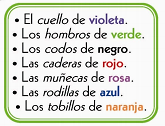 • El cuello de violeta.
• Los hombros de verde.
• Los codos de negro.
• Las caderas de rojo.
• Las muñecas de rosa.
• Las rodillas de azul.
• Los tobillos de naranja.